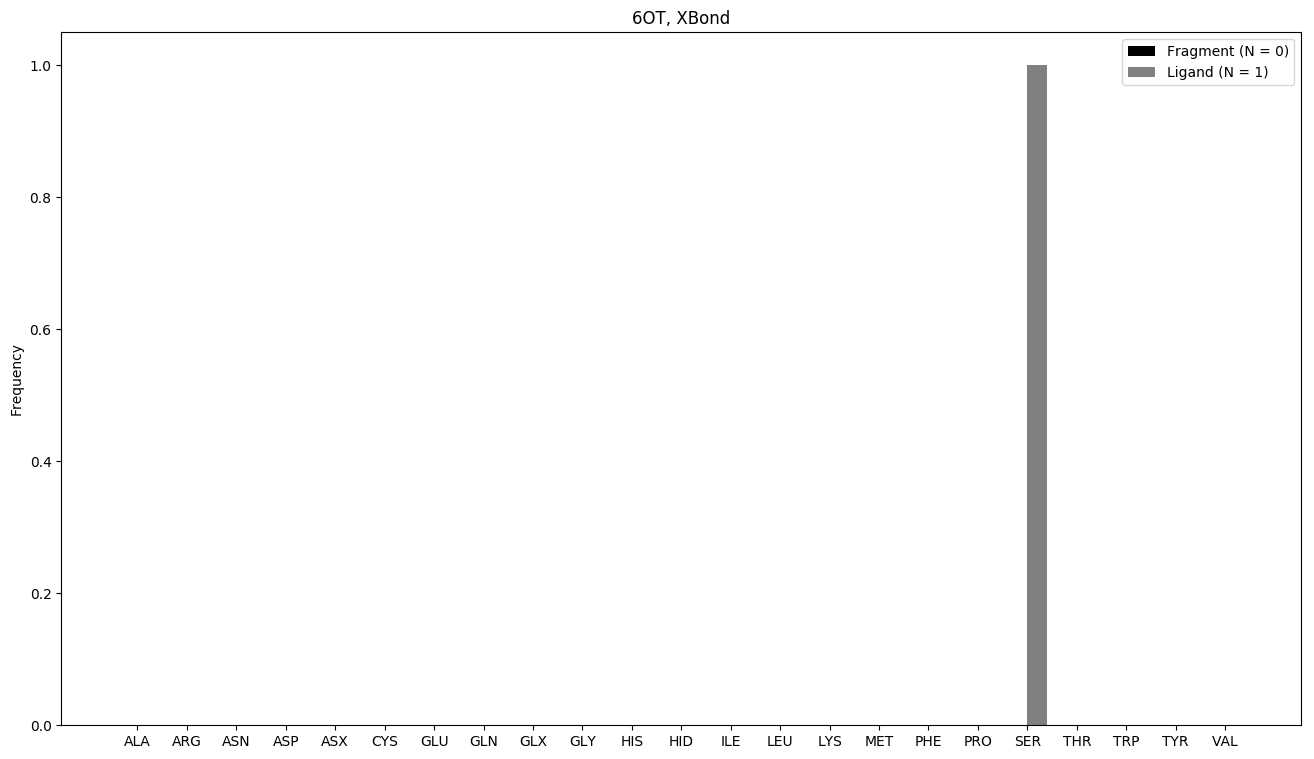 6OT, XBond
Fragment (N = 0)
Ligand (N = 1)
Frequency
1.0
0.8
0.6
0.4
0.2
0.0
ALA ARG ASN ASP ASX CYS GLU GLN GLX GLY HIS HID ILE LEU LYS MET PHE PRO SER THR TRP TYR VAL